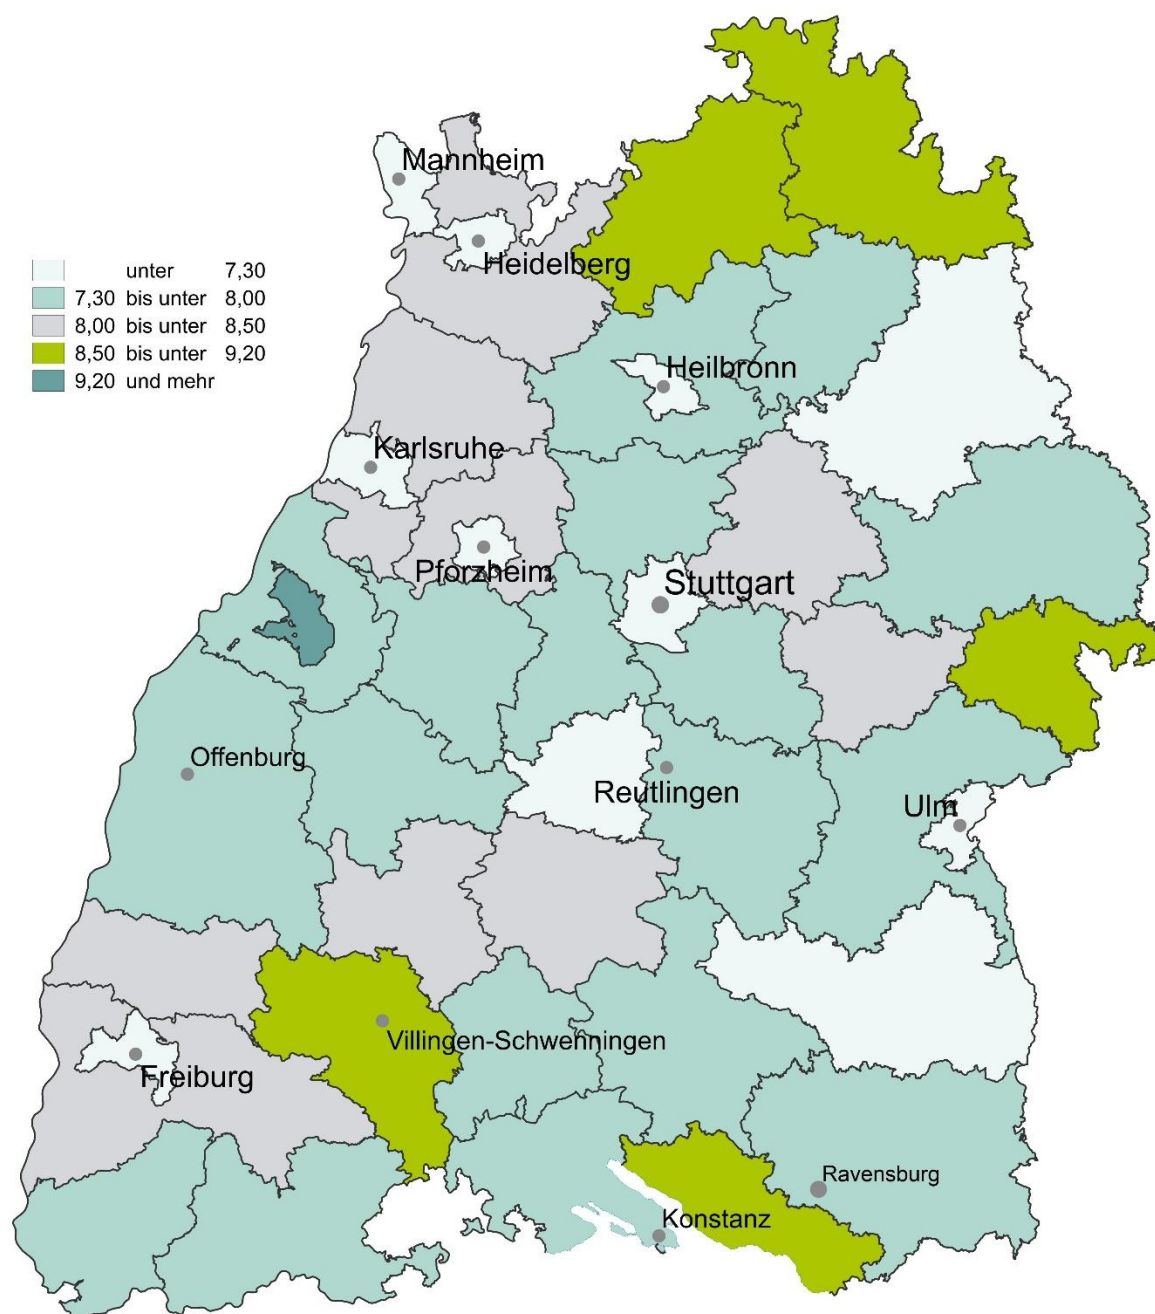 Mannheim
Heidelberg
unter 7,30
7,30 bis unter 8,00
8,00 bis unter 8,50
8,50 bis unter 9,20
9,20 und mehr
Heilbronn
Karlsruhe
Pforzheim
Stuttgart
Offenburg
Reutlingen
Ulm
Villingen-Schwenningen
Freiburg
Ravensburg
Konstanz